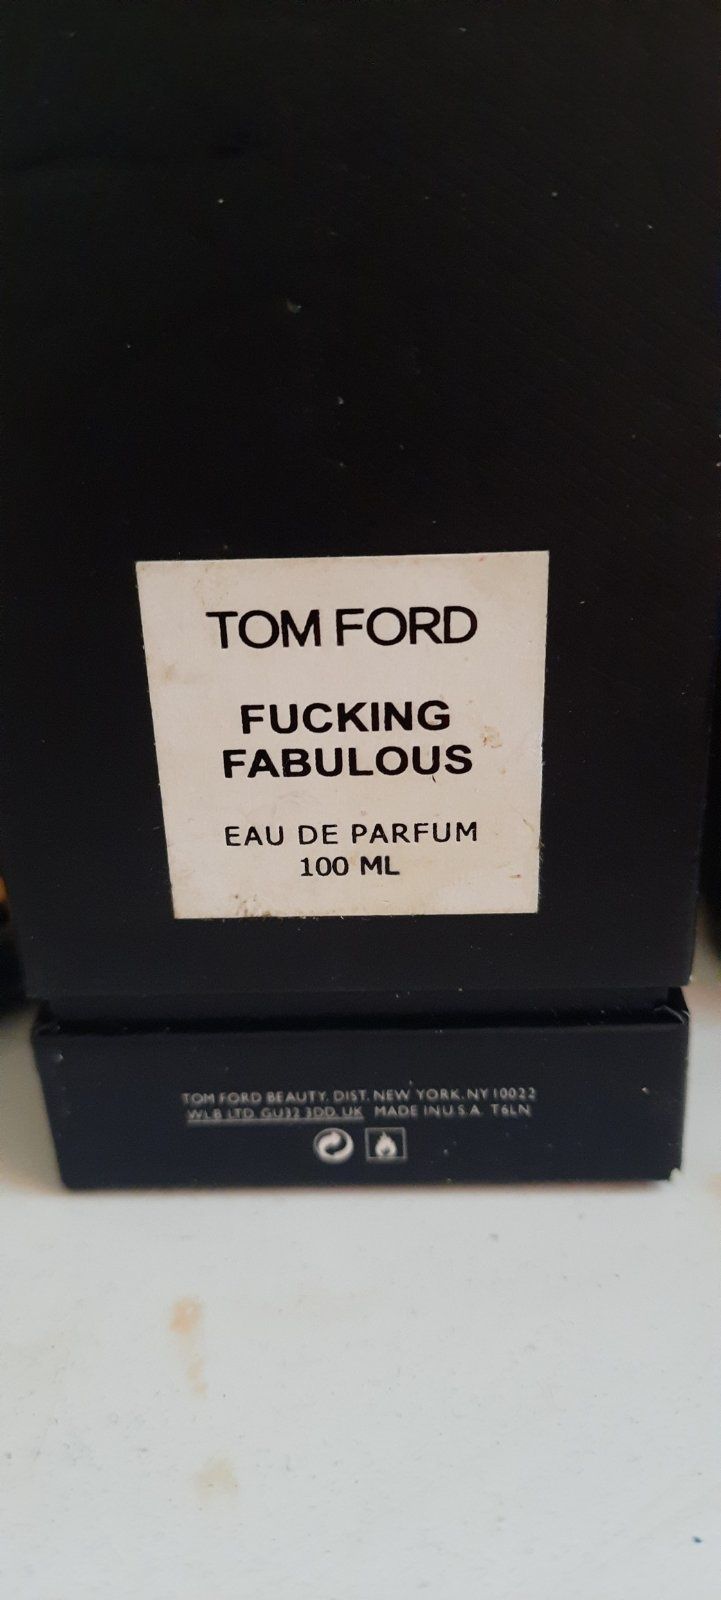 TOM FORD
FUCKING
FABULOUS
EAU DE PARFUM
100 ML
TOM FORD BEAUTY. DIST. NEW YORK. NY 10022
WLB LTD. GU32 3DD. UK MADE IN U.S.A. T6LN